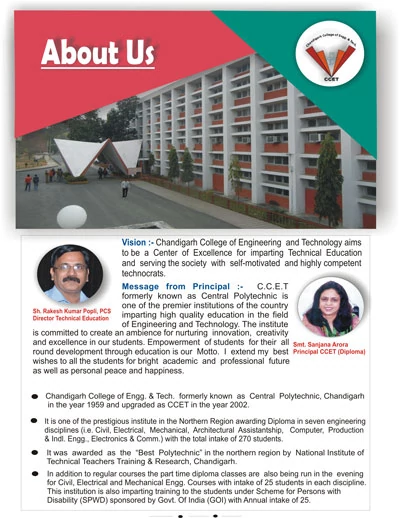 About Us
Chandigarh College of Engg. & Tech.
CCET
Vision :- Chandigarh College of Engineering and Technology aims
to be a Center of Excellence for imparting Technical Education
and serving the society with self-motivated and highly competent
technocrats.
Sh. Rakesh Kumar Popli, PCS
Director Technical Education
Message from Principal :- C.C.E.T
formerly known as Central Polytechnic is
one of the premier institutions of the country
imparting high quality education in the field
of Engineering and Technology. The institute
is committed to create an ambience for nurturing innovation, creativity
and excellence in our students. Empowerment of students for their all
round development through education is our Motto. I extend my best
wishes to all the students for bright academic and professional future
as well as personal peace and happiness.
Smt. Sanjana Arora
Principal CCET (Diploma)
Chandigarh College of Engg. & Tech. formerly known as Central Polytechnic, Chandigarh
in the year 1959 and upgraded as CCET in the year 2002.
It is one of the prestigious institute in the Northern Region awarding Diploma in seven engineering
disciplines (i.e. Civil, Electrical, Mechanical, Architectural Assistantship, Computer, Production
& Indl. Engg., Electronics & Comm.) with the total intake of 270 students.
It was awarded as the “Best Polytechnic” in the northern region by National Institute of
Technical Teachers Training & Research, Chandigarh.
In addition to regular courses the part time diploma classes are also being run in the evening
for Civil, Electrical and Mechanical Engg. Courses with intake of 25 students in each discipline.
This institution is also imparting training to the students under Scheme for Persons with
Disability (SPWD) sponsored by Govt. Of India (GOI) with Annual intake of 25.